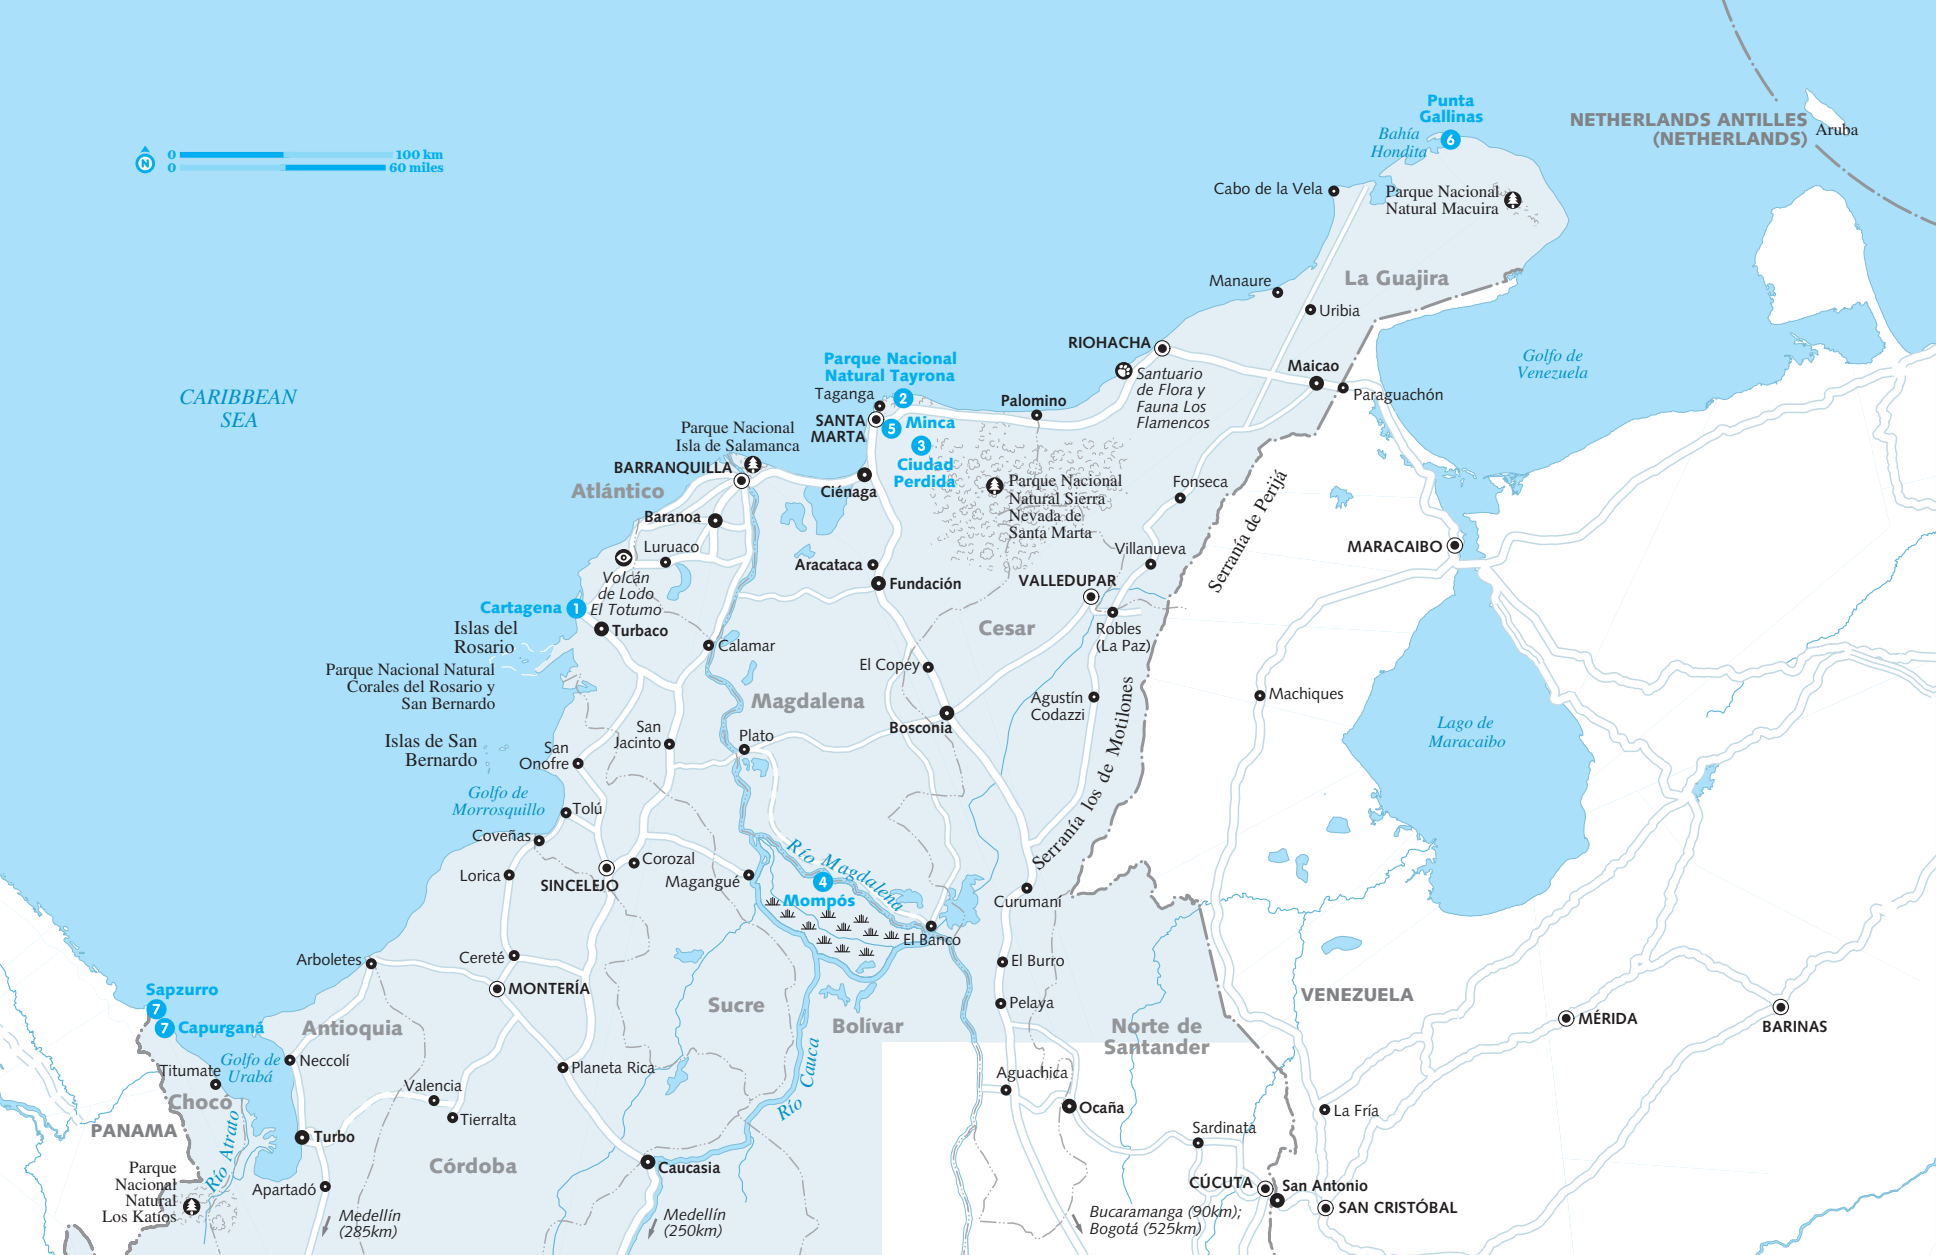 Punta
Gallinas
6
Bahía
Hondita
NETHERLANDS ANTILLES
(NETHERLANDS)
Aruba
N
0
100 km
0
60 miles
Cabo de la Vela
Parque Nacional
Natural Macuira
La Guajira
Manaure
Uribia
RIOHACHA
Maicao
Paraguachón
Golfo de
Venezuela
Santuario
de Flora y
Fauna Los
Flamencos
CARIBBEAN
SEA
Parque Nacional
Natural Tayrona
2
Taganga
SANTA
MARTA
5
Minca
3
Ciudad
Perdida
Palomino
Parque Nacional
Isla de Salamanca
BARRANQUILLA
Atlántico
Ciénaga
Baranoa
Luruaco
Parque Nacional
Natural Sierra
Nevada de
Santa Marta
Fonseca
Serranía de Perijá
Villanueva
MARACAIBO
Volcán
de Lodo
El Totumo
Aracataca
Fundación
VALLEDUPAR
Cartagena
1
Turbaco
Islas del
Rosario
Parque Nacional Natural
Corales del Rosario y
San Bernardo
Calamar
Cesar
Robles
(La Paz)
El Copey
Magdalena
Agustín
Codazzi
Machiques
Bosconia
Lago de
Maracaibo
Islas de San
Bernardo
San
Jacinto
Plato
San
Onofre
Serranía los de Motilones
Golfo de
Morrosquillo
Tolú
Coveñas
Corozal
Lorica
SINCELEJO
Magangué
Río Magdalena
4
Mompós
Curumaní
El Banco
Arboletes
Cereté
El Burro
MONTERÍA
Pelaya
Sucre
Bolívar
Norte de
Santander
VENEZUELA
MÉRIDA
BARINAS
Sapzurro
7
7
Capurganá
Antioquia
Golfo de
Urabá
Neccolí
Titumate
Chocó
Planeta Rica
Valencia
Tierralta
Río Cauca
Aguachica
Ocaña
La Fría
PANAMA
Río Atrato
Turbo
Sardinata
Parque
Nacional
Natural
Los Katios
Apartadó
Córdoba
Caucasia
CÚCUTA
San Antonio
SAN CRISTÓBAL
Medellín
(285km)
Medellín
(250km)
Bucaramanga (90km);
Bogotá (525km)